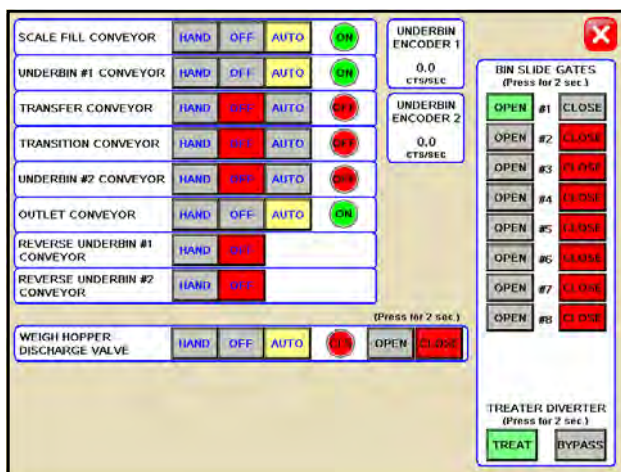 SCALE FILL CONVEYOR HAND OFF AUTO ON
UNDERBIN #1 CONVEYOR HAND OFF AUTO ON
TRANSFER CONVEYOR HAND OFF AUTO OFF
TRANSITION CONVEYOR HAND OFF AUTO OFF
UNDERBIN #2 CONVEYOR HAND OFF AUTO OFF
OUTLET CONVEYOR HAND OFF AUTO ON
REVERSE UNDERBIN #1
CONVEYOR HAND OFF
REVERSE UNDERBIN #2
CONVEYOR HAND OFF
(Press for 2 sec.)
WEIGH HOPPER
DISCHARGE VALVE HAND OFF AUTO CLS OPEN CLOSE
UNDERBIN
ENCODER 1
0.0
CTS/SEC
UNDERBIN
ENCODER 2
0.0
CTS/SEC
X
BIN SLIDE GATES
(Press for 2 sec.)
OPEN #1 CLOSE
OPEN #2 CLOSE
OPEN #3 CLOSE
OPEN #4 CLOSE
OPEN #5 CLOSE
OPEN #6 CLOSE
OPEN #7 CLOSE
OPEN #8 CLOSE
TREATER DIVERTER
(Press for 2 sec.)
TREAT BYPASS